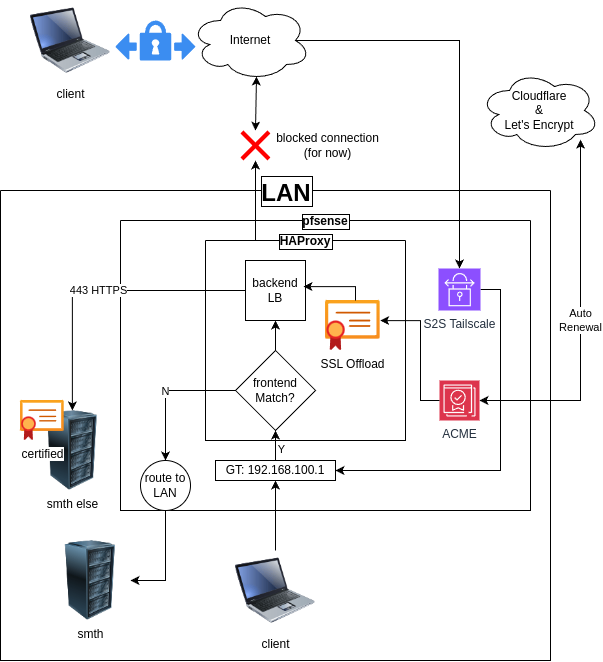 Internet
client
Cloudflare
&
Let's Encrypt
blocked connection
(for now)
LAN
pfsense
HAProxy
backend
LB
443 HTTPS
S2S Tailscale
Auto
Renewal
SSL Offload
frontend
Match?
N
ACME
Y
certified
GT: 192.168.100.1
route to
LAN
smth else
smth
client